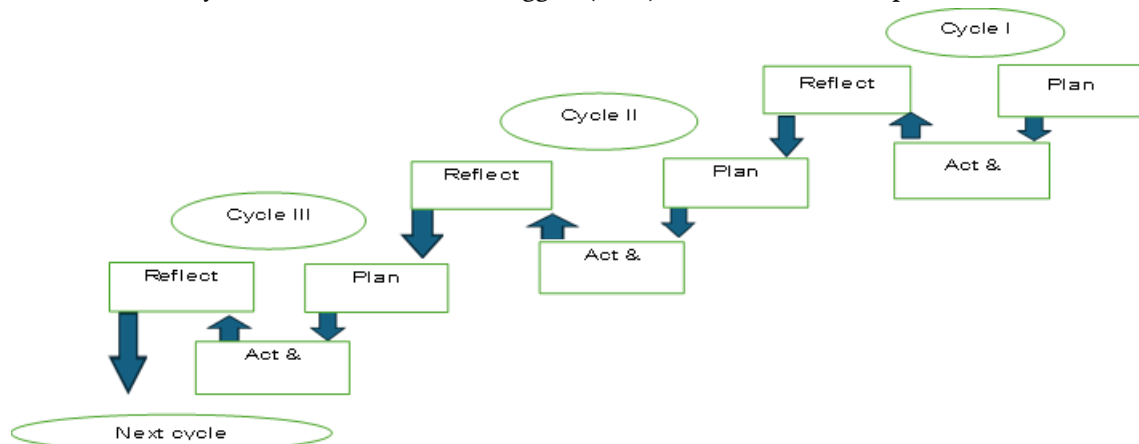 Cycle I
Reflect
Plan
Act &
Cycle II
Reflect
Plan
Act &
Cycle III
Reflect
Plan
Act &
Next cycle